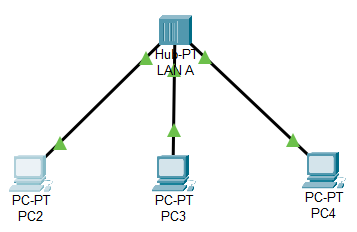 Hub-PT
LAN A
PC-PT
PC2
PC-PT
PC3
PC-PT
PC4